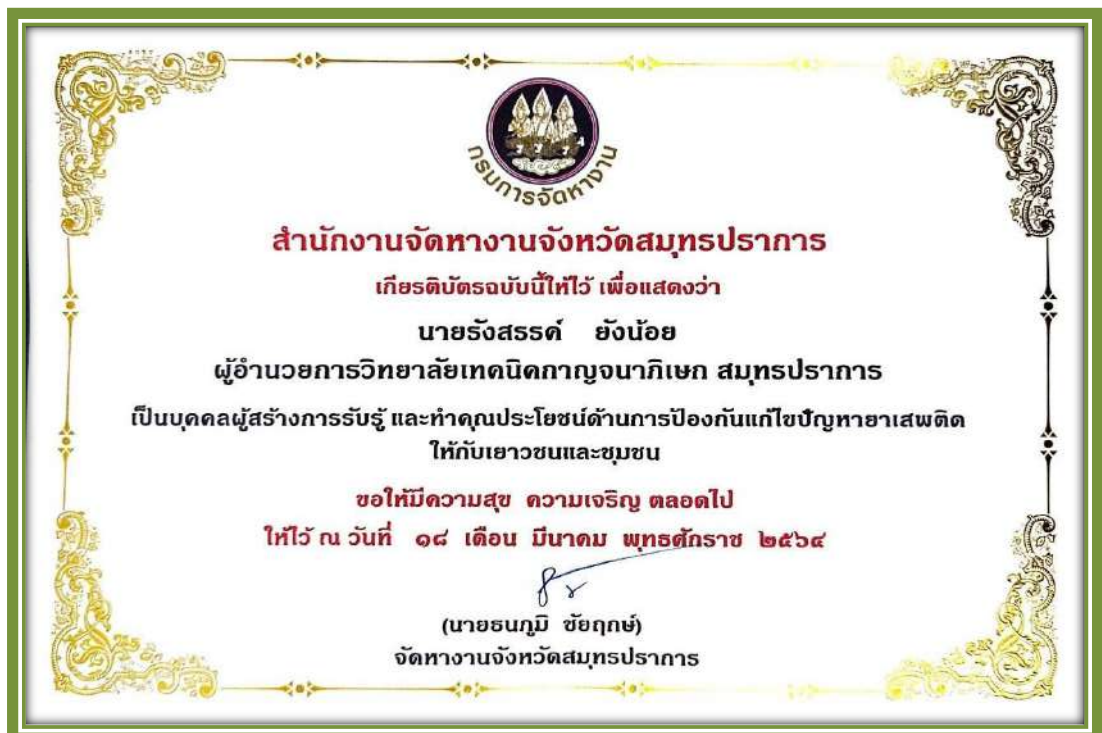 กรมการจัดหางาน
สำนักงานจัดหางานจังหวัดสมุทรปราการ
เกียรติบัตรฉบับนี้ให้ไว้ เพื่อแสดงว่า
นายรังสรรค์ ยังน้อย
ผู้อำนวยการวิทยาลัยเทคนิคกาญจนาภิเษก สมุทรปราการ
เป็นบุคคลผู้สร้างการรับรู้ และทำคุณประโยชน์ด้านการป้องกันแก้ไขปัญหายาเสพติด
ให้กับเยาวชนและชุมชน
ขอให้มีความสุข ความเจริญ ตลอดไป
ให้ไว้ ณ วันที่ ๑๘ เดือน มีนาคม พุทธศักราช ๒๕๖๔
(นายธนภูมิ ชัยฤกษ์)
จัดหางานจังหวัดสมุทรปราการ